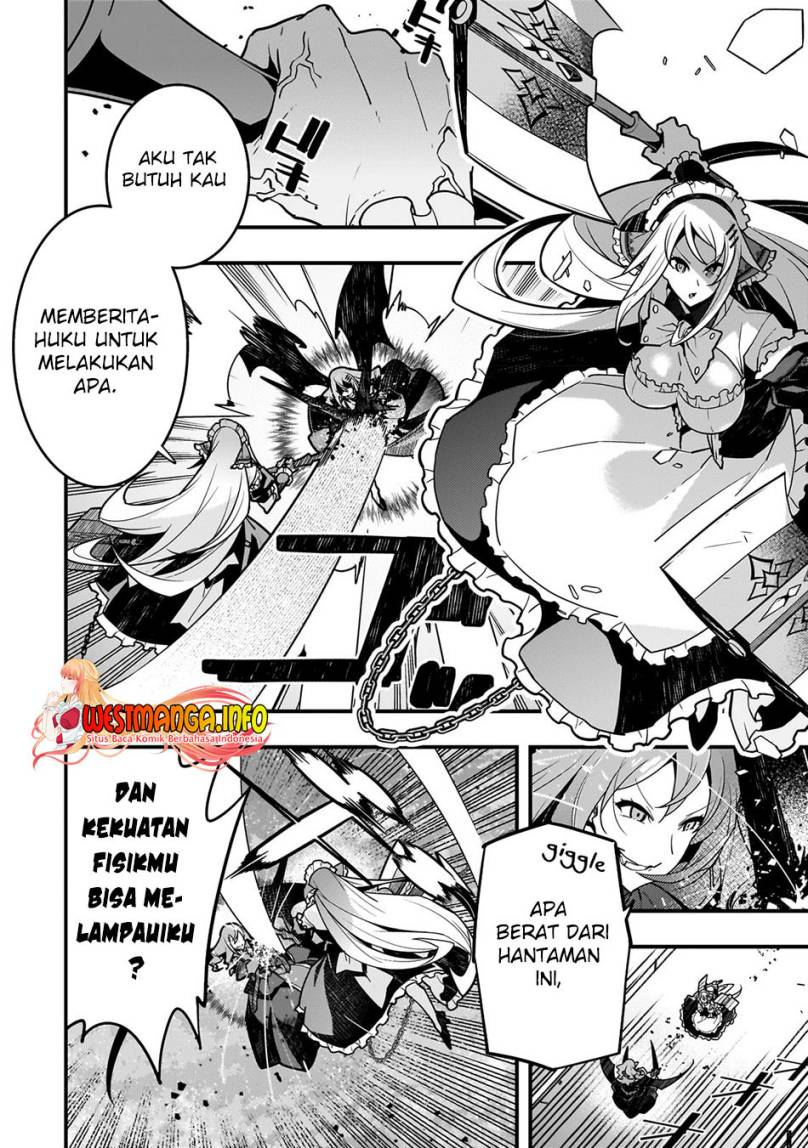 AKU TAK
BUTUH KAU
MEMBERITA-
HUKU UNTUK
MELAKUKAN
APA.
WESTMANGA.INFO
Situs Baca Komik Berbahasa Indonesia
giggle
APA
BERAT DARI
HANTAMAN
INI,
DAN
KEKUATAN
FISIKMU
BISA ME-
LAMPAUIKU
?